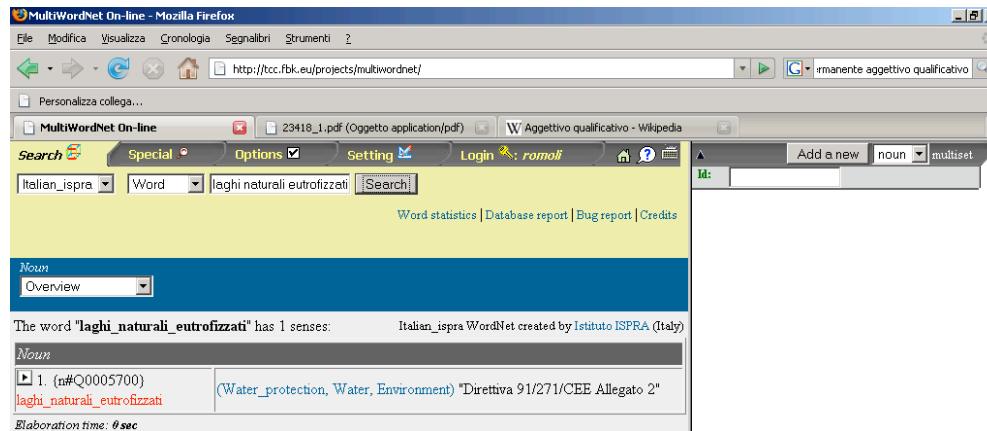 MultiWordNet On-line - Mozilla Firefox
File Modifica Visualizza Cronologia Segnalibri Strumenti ?
http://tcc.fbk.eu/projects/multiwordnet/
G rmanente aggettivo qualificativo
Personalizza collega...
MultiWordNet On-line
23418_1.pdf (Oggetto application/pdf)
W Aggettivo qualificativo - Wikipedia
Search Special Options Setting Login : romoli
Add a new noun multiset
Italian_ispra Word laghi naturali eutrofizzati Search
Id:
Word statistics | Database report | Bug report | Credits
Noun
Overview
The word "laghi_naturali_eutrofizzati" has 1 senses: Italian_ispra WordNet created by Istituto ISPRA (Italy)
Noun
1. {n#Q0005700}
laghi_naturali_eutrofizzati
(Water_protection, Water, Environment) "Direttiva 91/271/CEE Allegato 2"
Elaboration time: 0 sec